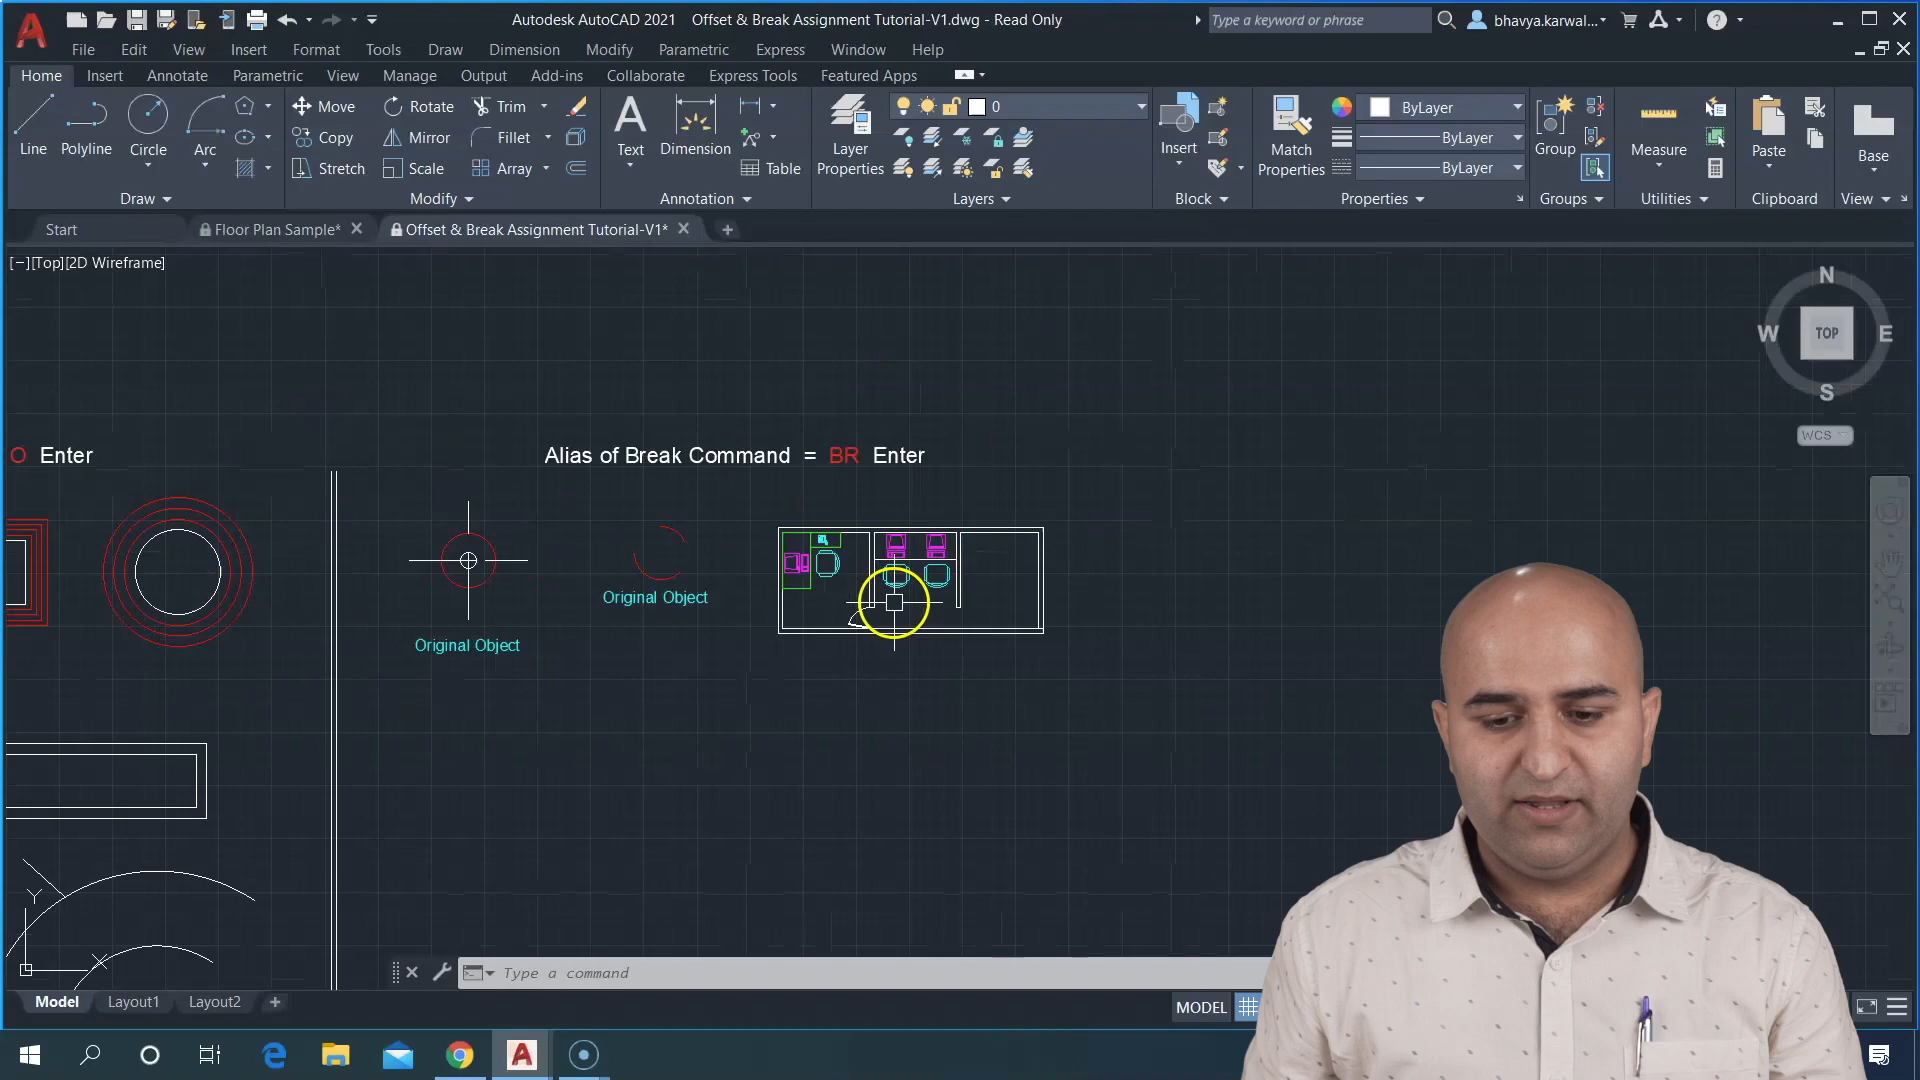 Autodesk AutoCAD 2021 Offset & Break Assignment Tutorial-V1.dwg - Read Only
Type a keyword or phrase
bhavya.karwal...
File Edit View Insert Format Tools Draw Dimension Modify Parametric Express Window Help
Home Insert Annotate Parametric View Manage Output Add-ins Collaborate Express Tools Featured Apps
Line Polyline Circle Arc
Move Rotate Trim
Copy Mirror Fillet
Stretch Scale Array
Text Dimension Table
Layer Properties
0
Insert
Match Properties
ByLayer
ByLayer
ByLayer
Group
Measure
Paste
Base
Draw Modify Annotation Layers Block Properties Groups Utilities Clipboard View
Start Floor Plan Sample* Offset & Break Assignment Tutorial-V1*
[−][Top][2D Wireframe]
N
W TOP E
S
WCS
O Enter
Alias of Break Command = BR Enter
Original Object
Original Object
Y
X
Type a command
Model Layout1 Layout2
MODEL